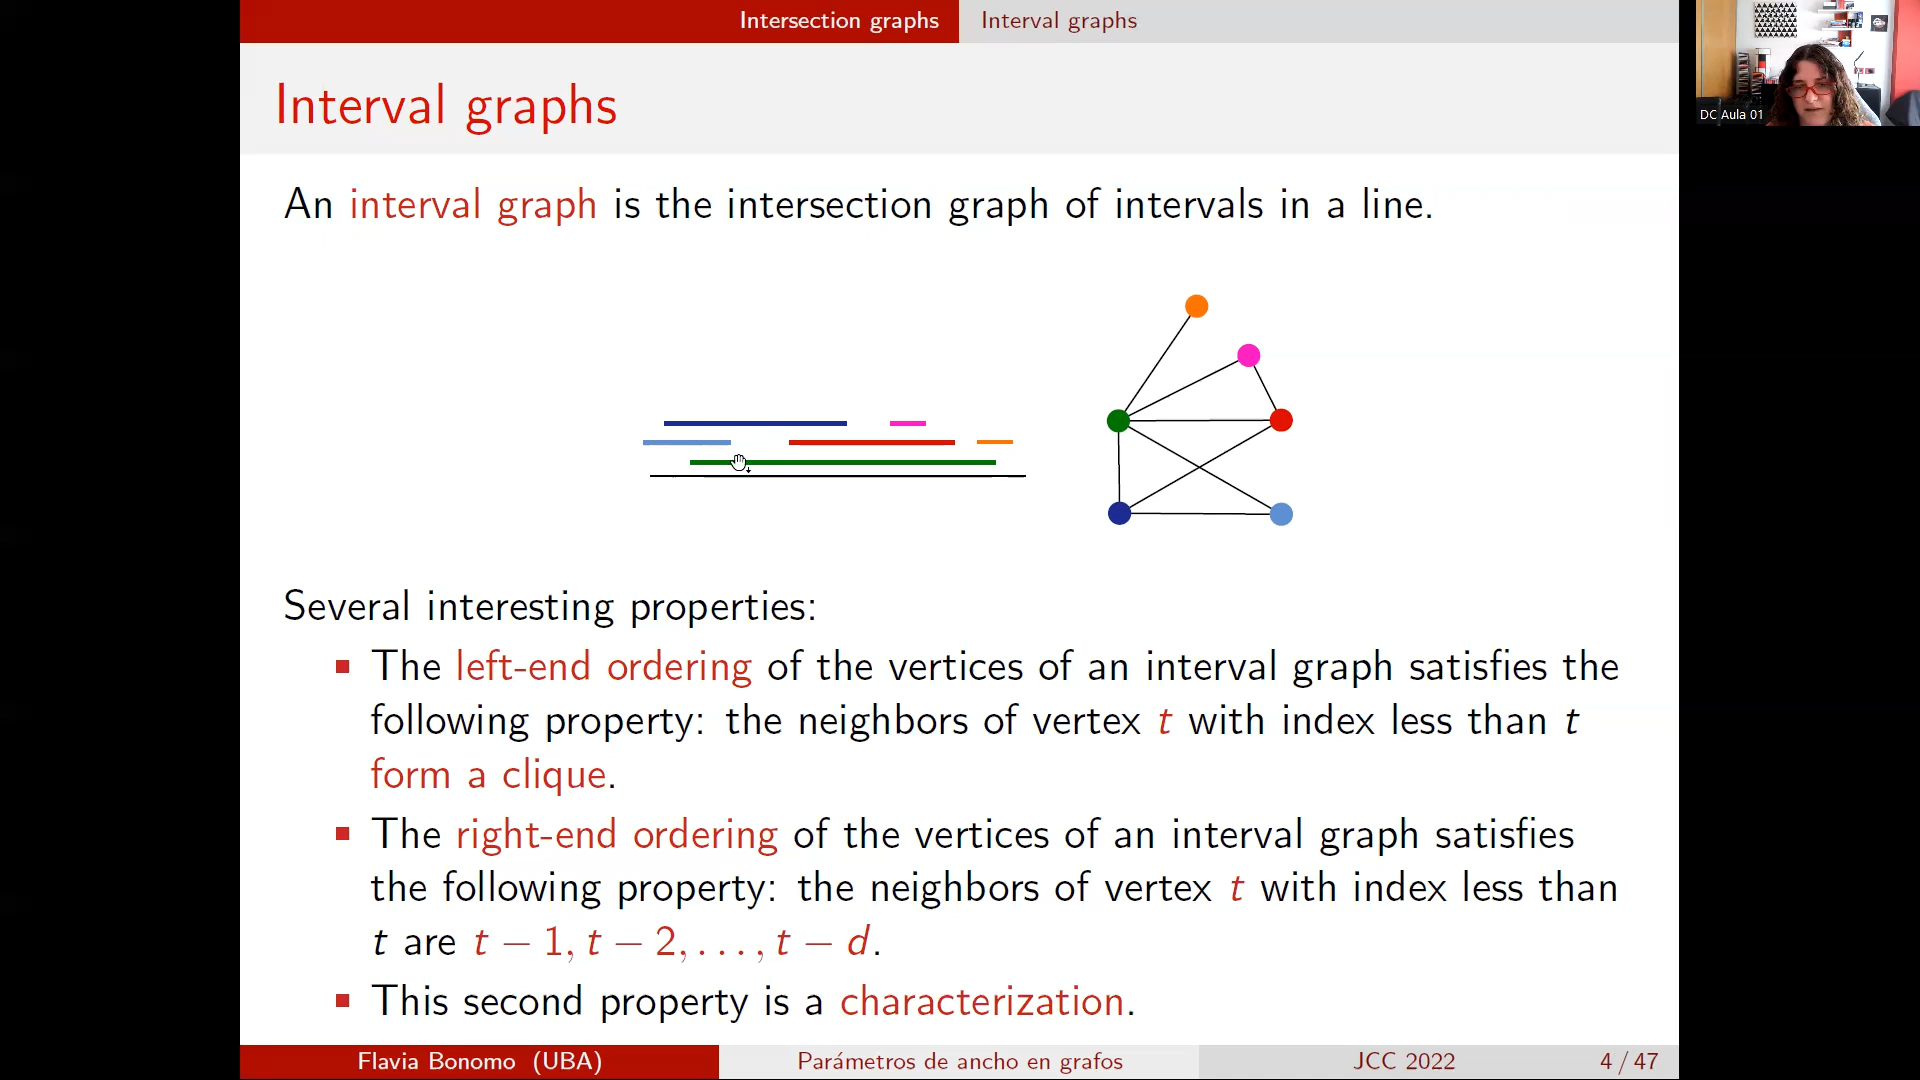 Intersection graphs
Interval graphs
DC Aula 01
Interval graphs
An interval graph is the intersection graph of intervals in a line.
Several interesting properties:
The left-end ordering of the vertices of an interval graph satisfies the
following property: the neighbors of vertex t with index less than t
form a clique.
The right-end ordering of the vertices of an interval graph satisfies
the following property: the neighbors of vertex t with index less than
t are t − 1, t − 2, . . . , t − d.
This second property is a characterization.
Flavia Bonomo (UBA)
Parámetros de ancho en grafos
JCC 2022
4 / 47